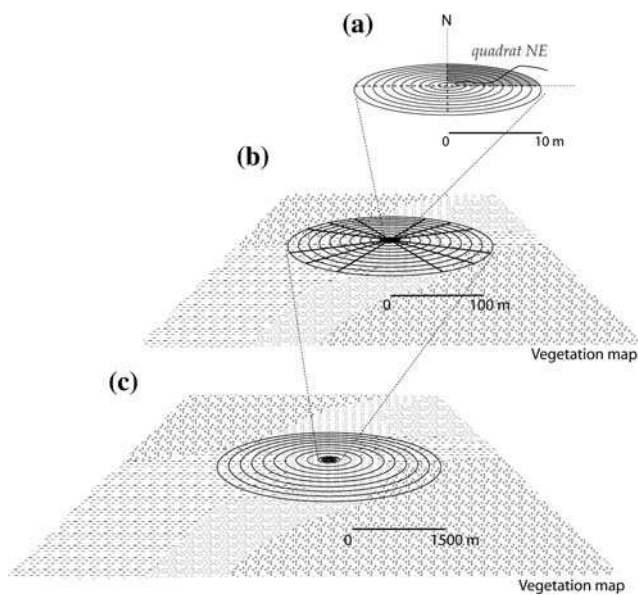 (a)
N
quadrat NE
0 10 m
(b)
0 100 m
Vegetation map
(c)
0 1500 m
Vegetation map